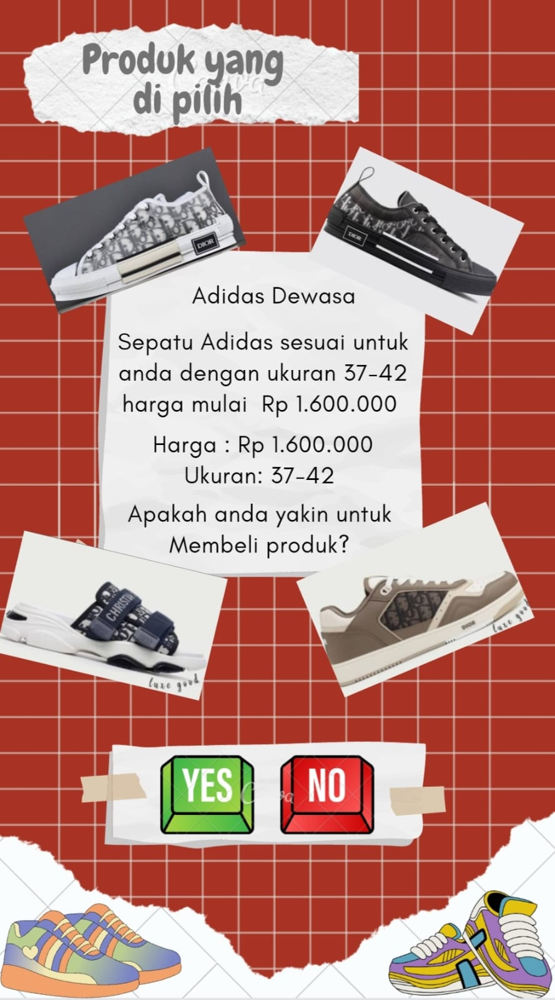 Produk yang
di pilih
DIOR
DIOR
Adidas Dewasa
Sepatu Adidas sesuai untuk
anda dengan ukuran 37-42
harga mulai Rp 1.600.000
Harga : Rp 1.600.000
Ukuran: 37-42
Apakah anda yakin untuk
Membeli produk?
luxe good
DIOR
luxe good
YES
NO